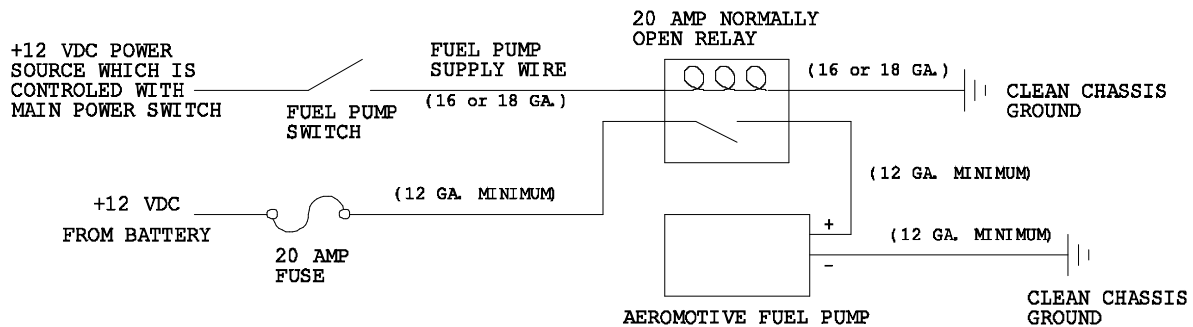 20 AMP NORMALLY
OPEN RELAY
+12 VDC POWER
SOURCE WHICH IS
CONTROLED WITH
MAIN POWER SWITCH
FUEL PUMP
SUPPLY WIRE
(16 or 18 GA.)
FUEL PUMP
SWITCH
(16 or 18 GA.)
CLEAN CHASSIS
GROUND
+12 VDC
FROM BATTERY
20 AMP
FUSE
(12 GA. MINIMUM)
(12 GA. MINIMUM)
+
-
(12 GA. MINIMUM)
CLEAN CHASSIS
GROUND
AEROMOTIVE FUEL PUMP